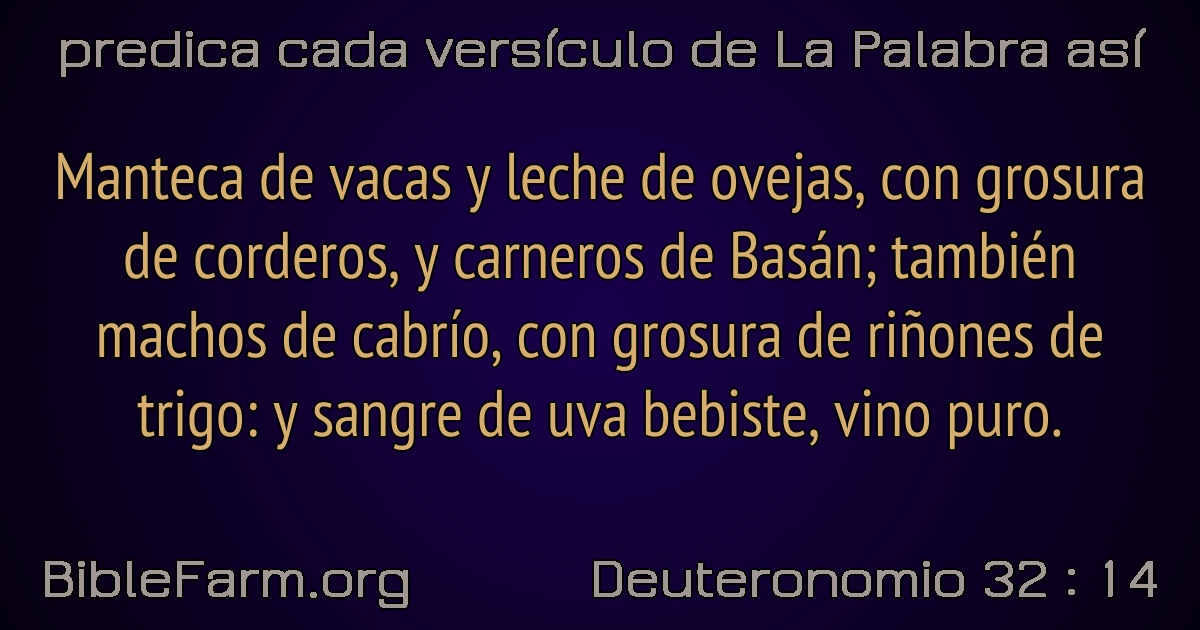 predica cada versículo de La Palabra así
Manteca de vacas y leche de ovejas, con grosura
de corderos, y carneros de Basán; también
machos de cabrío, con grosura de riñones de
trigo: y sangre de uva bebiste, vino puro.
BibleFarm.org
Deuteronomio 32 : 14